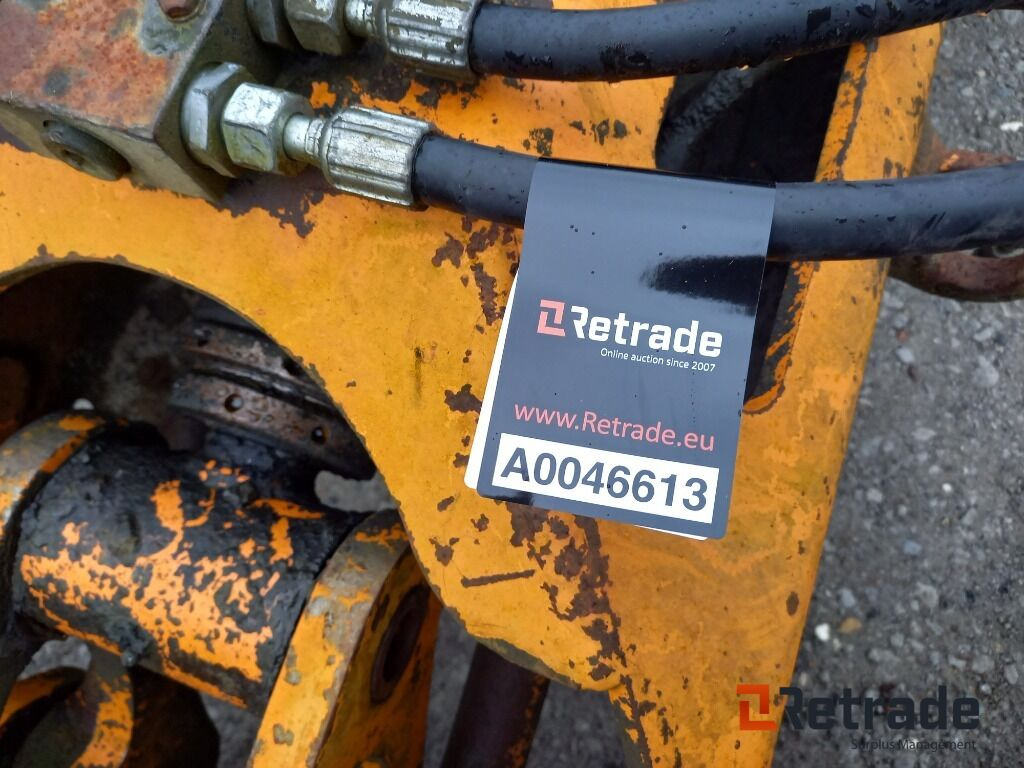 Retrade
Online auction since 2007
www.Retrade.eu
A0046613
Retrade
Surplus Management